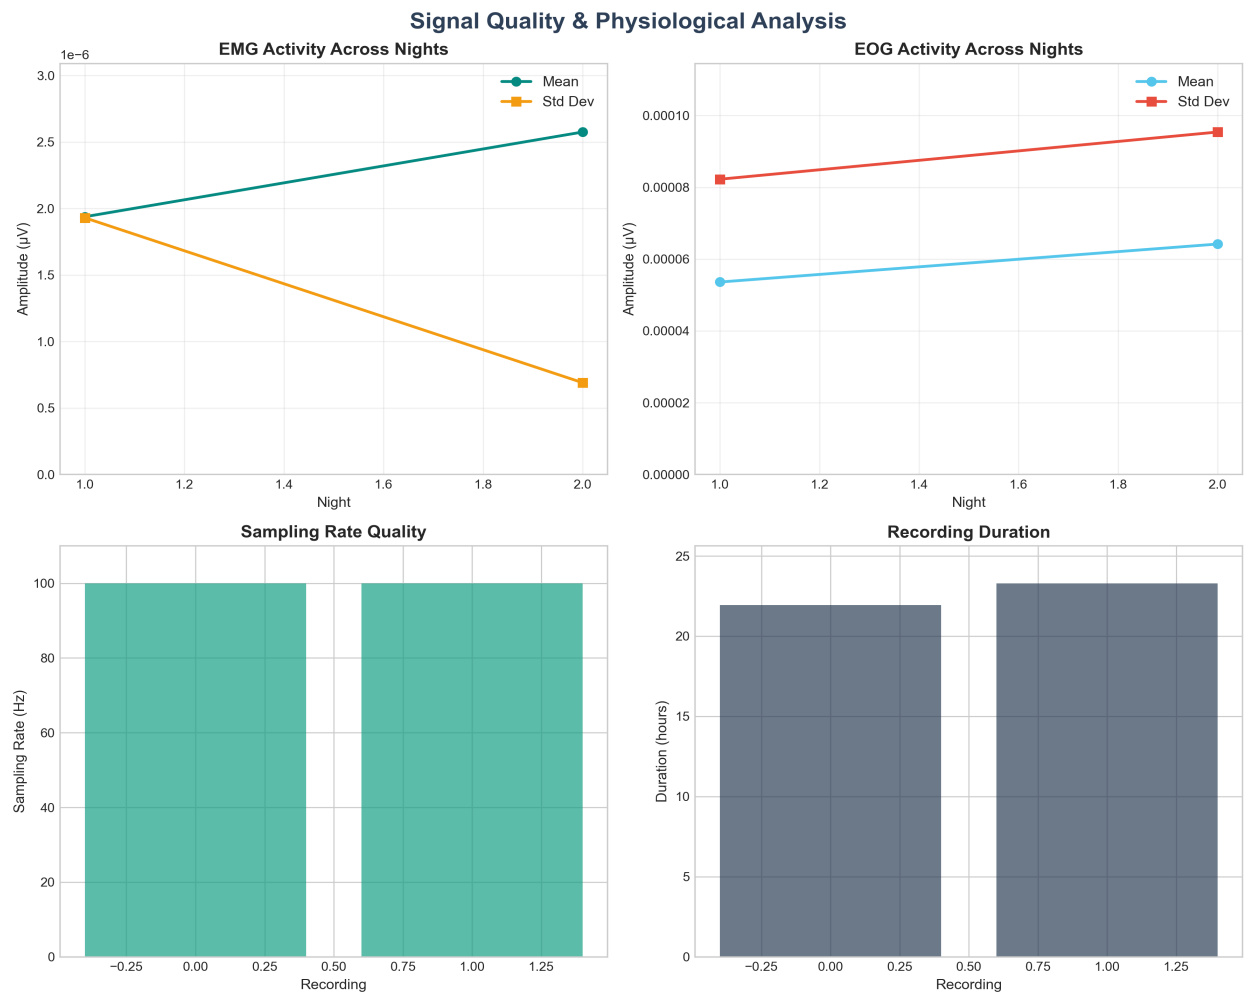 Signal Quality & Physiological Analysis
EMG Activity Across Nights
1e−6
Mean
Std Dev
3.0
2.5
2.0
1.5
1.0
0.5
0.0
Amplitude (µV)
1.0 1.2 1.4 1.6 1.8 2.0
Night
EOG Activity Across Nights
Mean
Std Dev
0.00010
0.00008
0.00006
0.00004
0.00002
0.00000
Amplitude (µV)
1.0 1.2 1.4 1.6 1.8 2.0
Night
Sampling Rate Quality
100
80
60
40
20
0
Sampling Rate (Hz)
−0.25 0.00 0.25 0.50 0.75 1.00 1.25
Recording
Recording Duration
25
20
15
10
5
0
Duration (hours)
−0.25 0.00 0.25 0.50 0.75 1.00 1.25
Recording